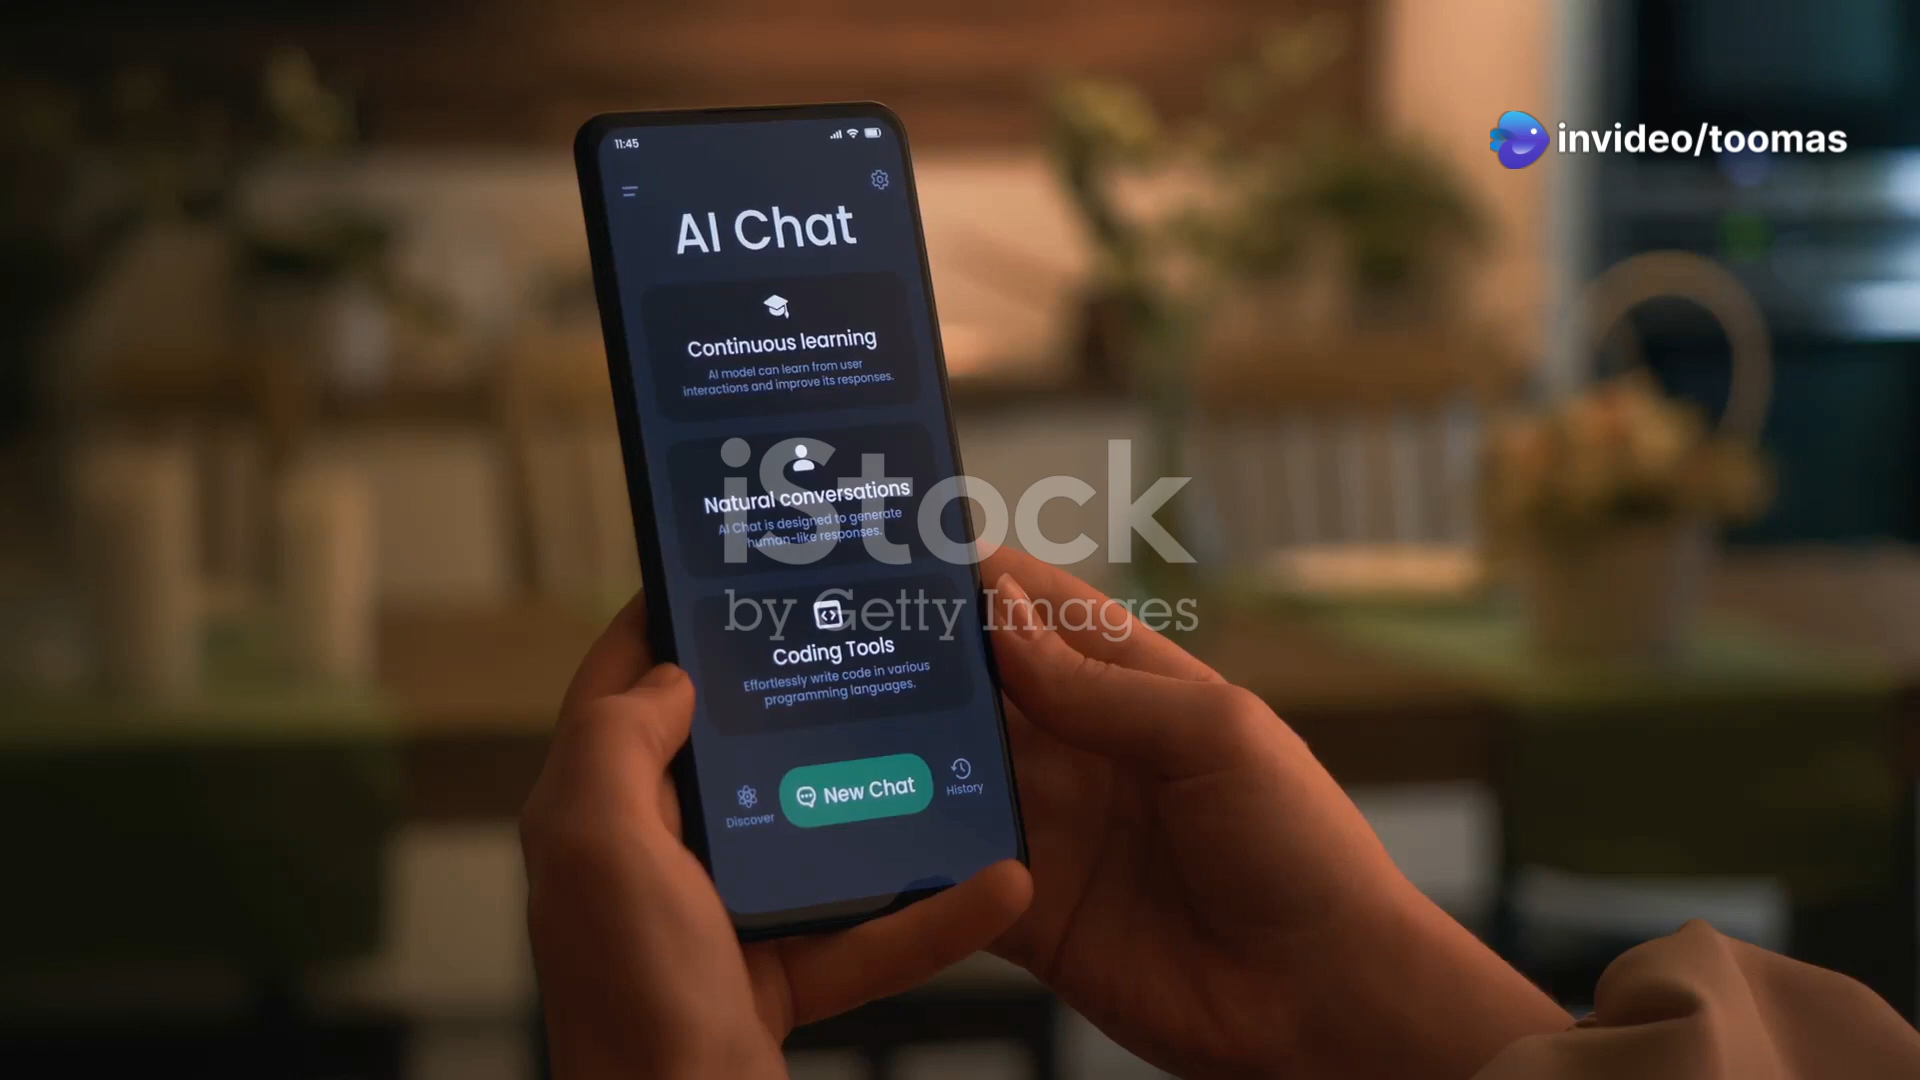 invideo/toomas
11:45
AI Chat
Continuous learning
AI model can learn from user
interactions and improve its responses.
Natural conversations
AI Chat is designed to generate
human-like responses.
iStock
by Getty Images
Coding Tools
Effortlessly write code in various
programming languages.
New Chat
Discover
History